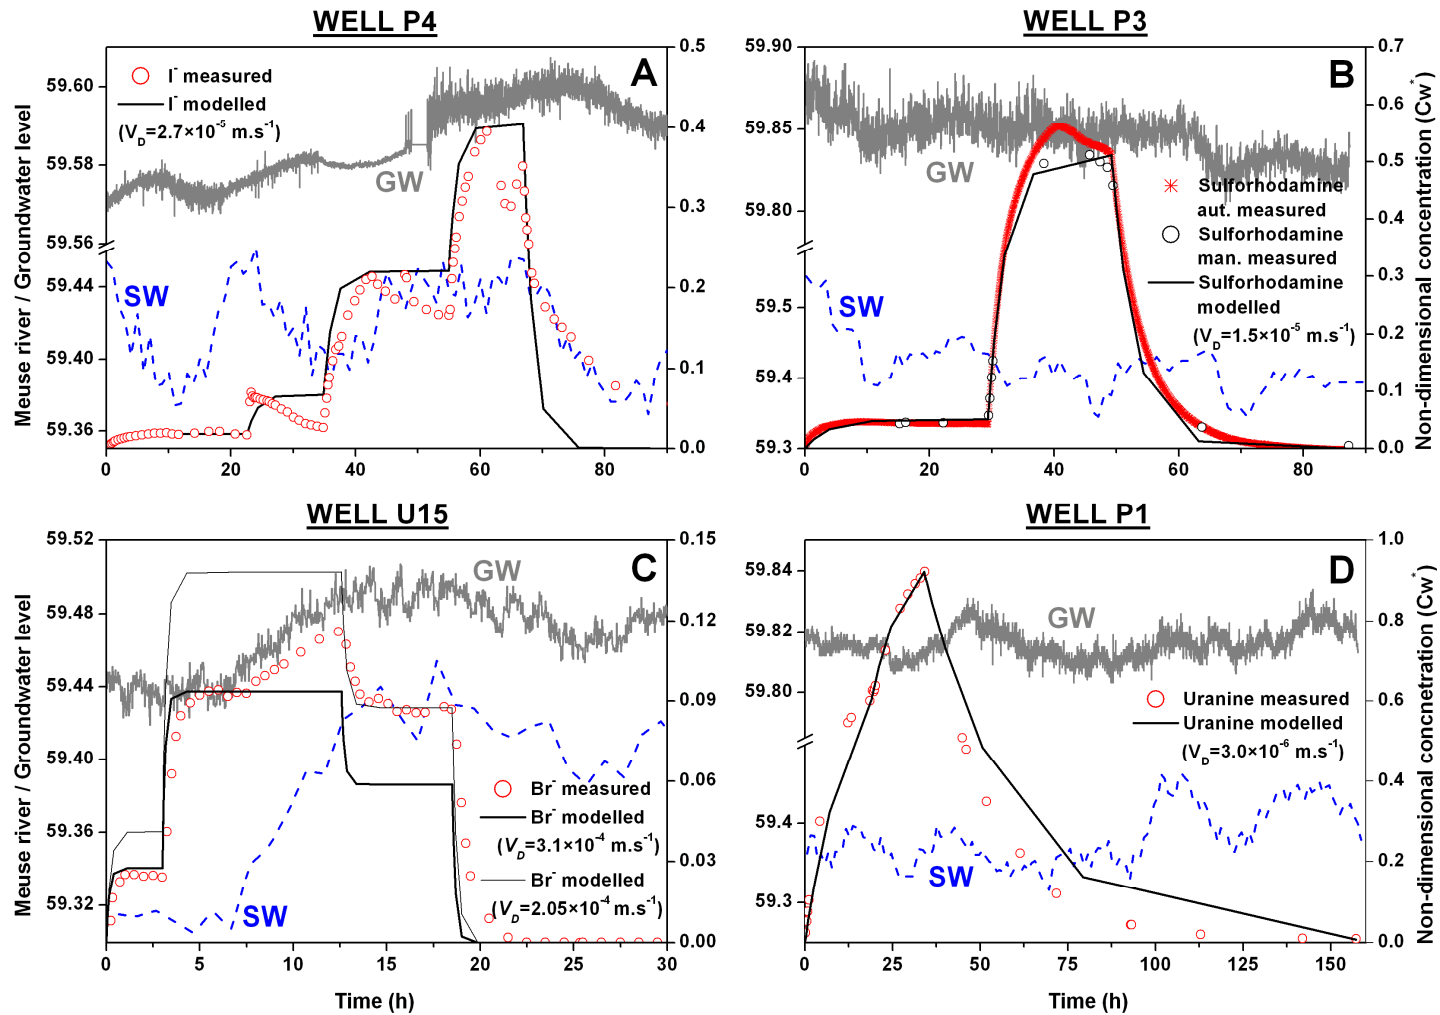 WELL P4
WELL P3
59.60
59.58
59.56
59.44
59.40
59.36
0.5
0.4
0.3
0.2
0.1
0.0
0
20
40
60
80
I- measured
I- modelled
(VD=2.7×10-5 m.s-1)
A
GW
SW
Meuse river / Groundwater level
59.90
59.85
59.80
59.5
59.4
59.3
0.7
0.6
0.5
0.4
0.3
0.2
0.1
0.0
0
20
40
60
80
B
GW
SW
Sulforhodamine
aut. measured
Sulforhodamine
man. measured
Sulforhodamine
modelled
(VD=1.5×10-5 m.s-1)
Non-dimensional concentration (Cw*)
WELL U15
WELL P1
59.52
59.48
59.44
59.40
59.36
59.32
0.15
0.12
0.09
0.06
0.03
0.00
0
5
10
15
20
25
30
C
GW
SW
Br- measured
Br- modelled
(VD=3.1×10-4 m.s-1)
Br- modelled
(VD=2.05×10-4 m.s-1)
Meuse river / Groundwater level
Time (h)
59.84
59.82
59.80
59.4
59.3
1.0
0.8
0.6
0.4
0.2
0.0
0
25
50
75
100
125
150
D
GW
SW
Uranine measured
Uranine modelled
(VD=3.0×10-6 m.s-1)
Non-dimensional concnetration (Cw*)
Time (h)